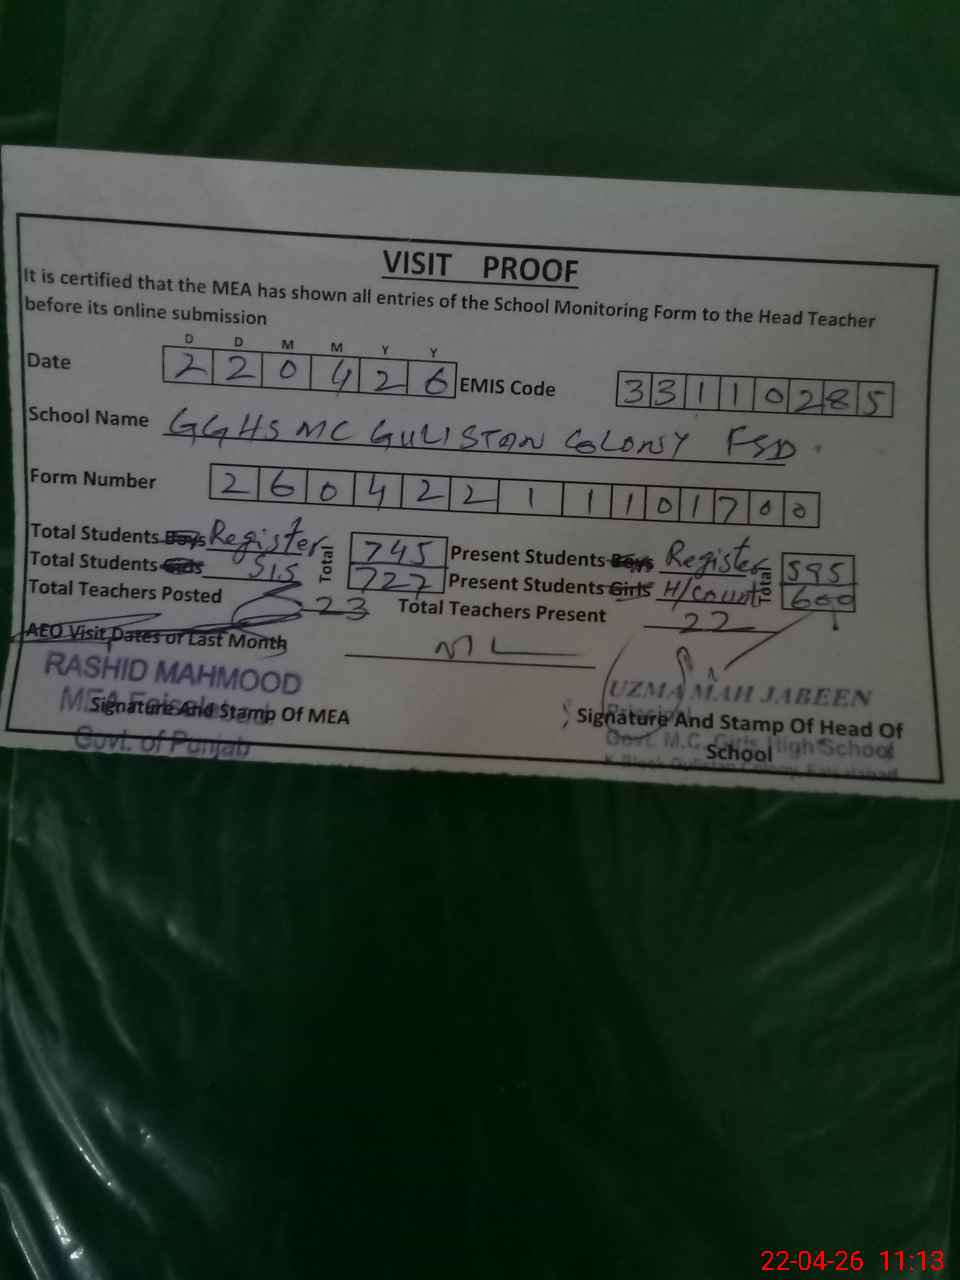 VISIT PROOF
It is certified that the MEA has shown all entries of the School Monitoring Form to the Head Teacher
before its online submission
D D M M Y Y
Date 2 2 0 4 2 6 EMIS Code 3 3 1 1 0 2 8 5
School Name GGHS MC GULISTAN COLONY FSD.
Form Number 2 6 0 4 2 2 1 1 1 0 1 7 0 0
Total Students Boys Register Total 745 Present Students Boys Register Total 595
Total Students Girls SIS 727 Present Students Girls H/Count 600
Total Teachers Posted 23 Total Teachers Present 22
AEO Visit Dates of Last Month
RASHID MAHMOOD
MEA Faisalabad
Govt. of Punjab
Signature And Stamp Of MEA
UZMA MAH JABEEN
Principal
Govt. M.C. Girls High School
Signature And Stamp Of Head Of
School
22-04-26 11:13